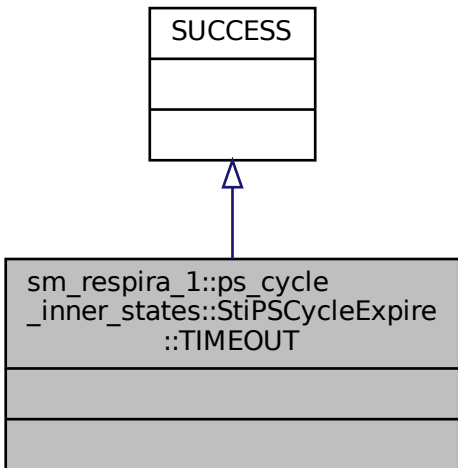 SUCCESS
sm_respira_1::ps_cycle
_inner_states::StiPSCycleExpire
::TIMEOUT